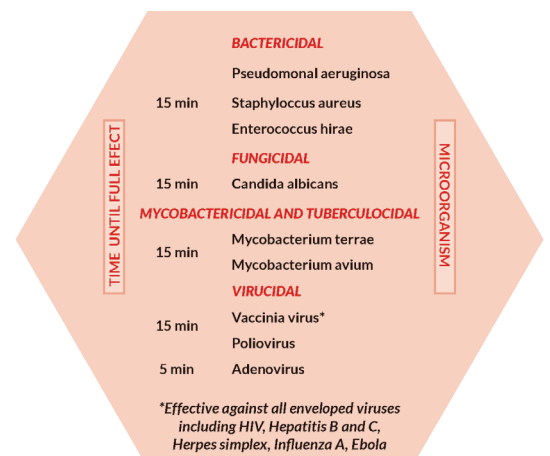 BACTERICIDAL
Pseudomonal aeruginosa
15 min Staphyloccus aureus
Enterococcus hirae
FUNGICIDAL
15 min Candida albicans
MYCOBACTERICIDAL AND TUBERCULOCIDAL
Mycobacterium terrae
15 min
Mycobacterium avium
VIRUCIDAL
15 min Vaccinia virus*
Poliovirus
5 min Adenovirus
TIME UNTIL FULL EFECT
MICROORGANISM
*Effective against all enveloped viruses
including HIV, Hepatitis B and C,
Herpes simplex, Influenza A, Ebola